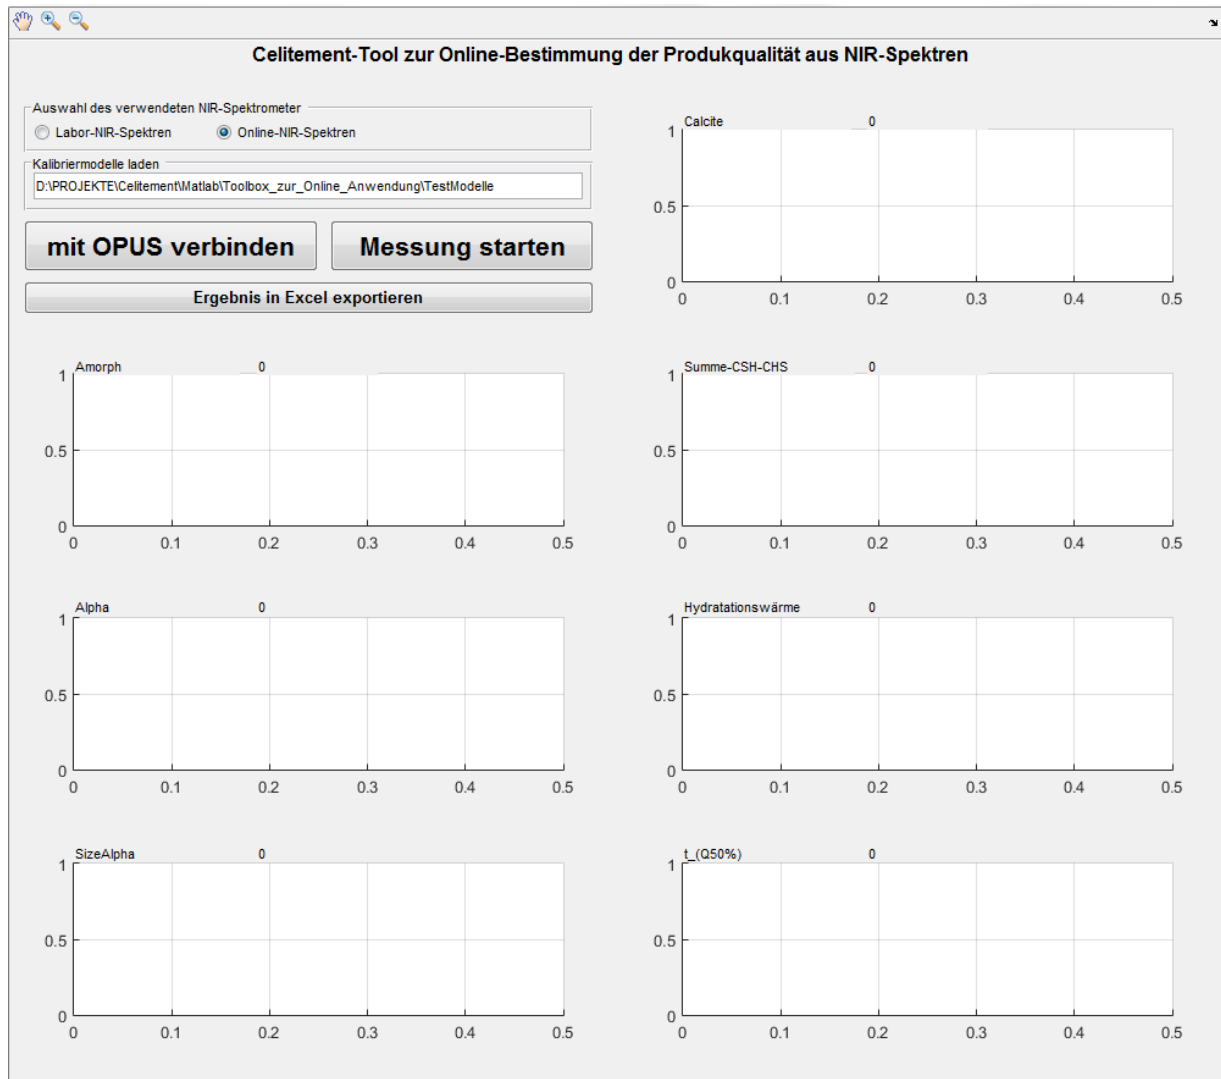 Celitement-Tool zur Online-Bestimmung der Produkqualität aus NIR-Spektren
Auswahl des verwendeten NIR-Spektrometer
Labor-NIR-Spektren Online-NIR-Spektren
Kalibriermodelle laden
D:\PROJEKTE\Celitement\Matlab\Toolbox_zur_Online_Anwendung\TestModelle
mit OPUS verbinden Messung starten
Ergebnis in Excel exportieren
Calcite 0
1
0.5
0
0 0.1 0.2 0.3 0.4 0.5
Amorph 0
1
0.5
0
0 0.1 0.2 0.3 0.4 0.5
Summe-CSH-CHS 0
1
0.5
0
0 0.1 0.2 0.3 0.4 0.5
Alpha 0
1
0.5
0
0 0.1 0.2 0.3 0.4 0.5
Hydratationswärme 0
1
0.5
0
0 0.1 0.2 0.3 0.4 0.5
SizeAlpha 0
1
0.5
0
0 0.1 0.2 0.3 0.4 0.5
t_(Q50%) 0
1
0.5
0
0 0.1 0.2 0.3 0.4 0.5